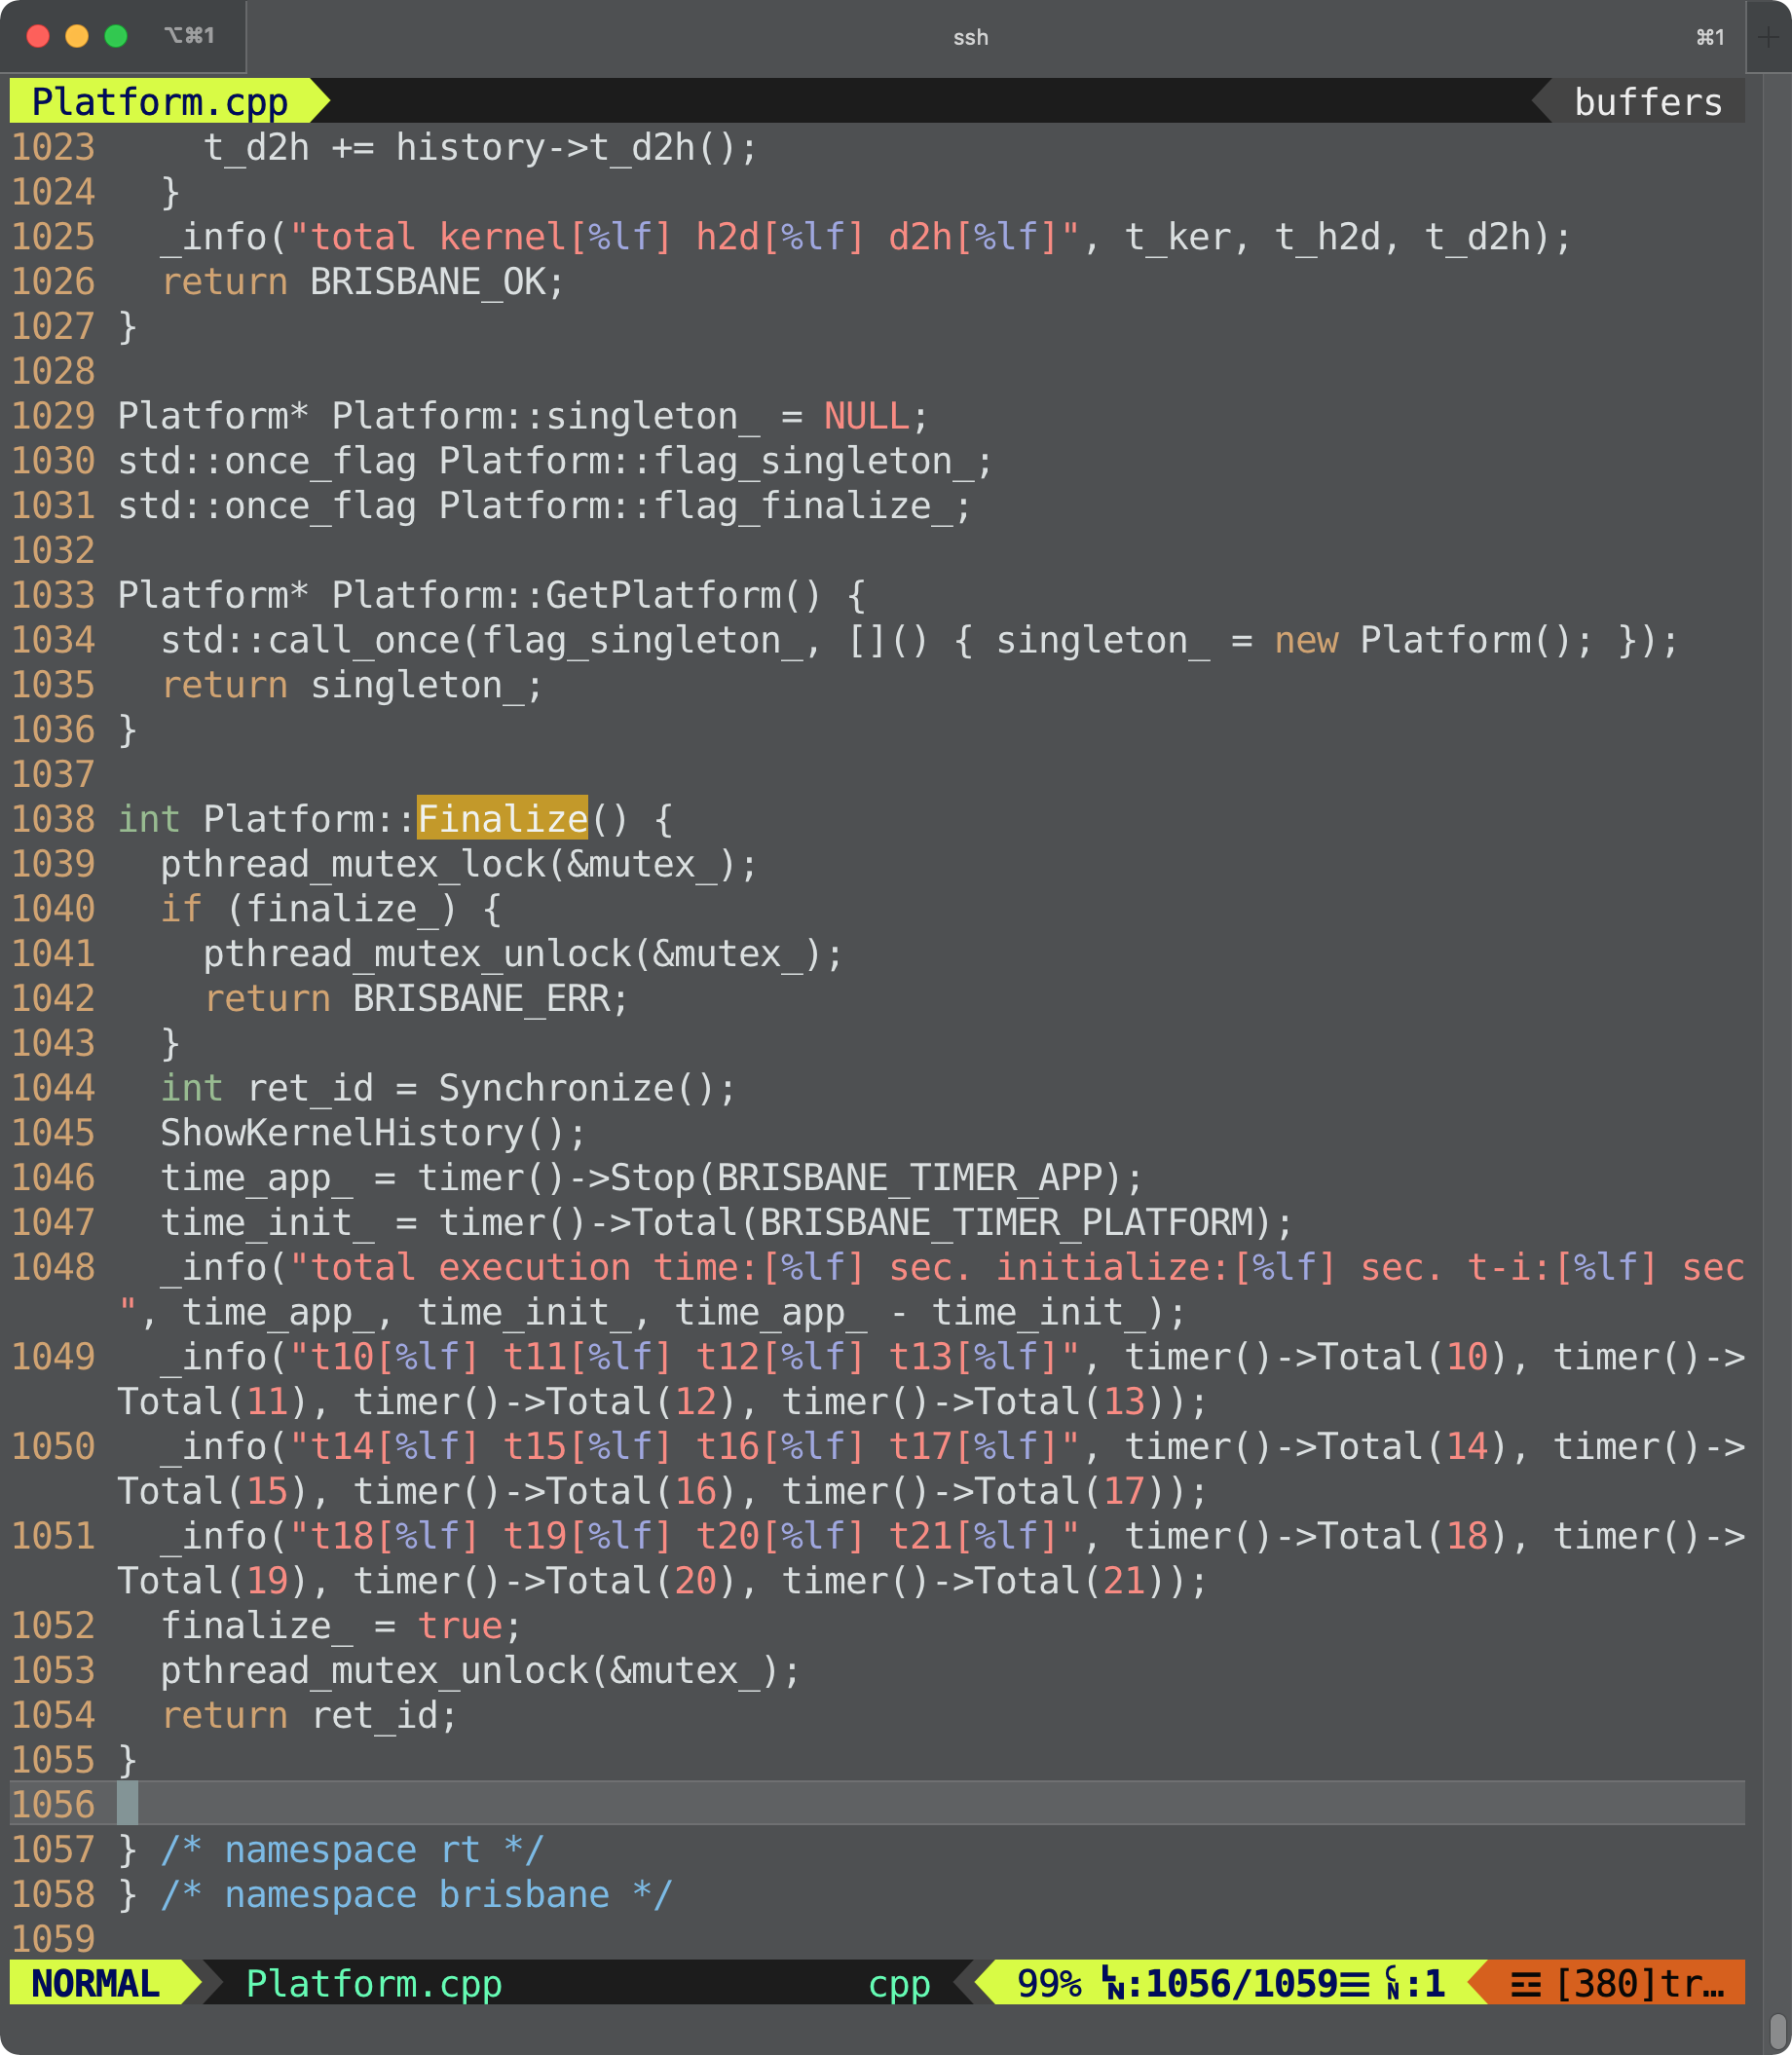 ⌥⌘1 ssh ⌘1 +
Platform.cpp buffers
1023     t_d2h += history->t_d2h();
1024   }
1025   _info("total kernel[%lf] h2d[%lf] d2h[%lf]", t_ker, t_h2d, t_d2h);
1026   return BRISBANE_OK;
1027 }
1028
1029 Platform* Platform::singleton_ = NULL;
1030 std::once_flag Platform::flag_singleton_;
1031 std::once_flag Platform::flag_finalize_;
1032
1033 Platform* Platform::GetPlatform() {
1034   std::call_once(flag_singleton_, []() { singleton_ = new Platform(); });
1035   return singleton_;
1036 }
1037
1038 int Platform::Finalize() {
1039   pthread_mutex_lock(&mutex_);
1040   if (finalize_) {
1041     pthread_mutex_unlock(&mutex_);
1042     return BRISBANE_ERR;
1043   }
1044   int ret_id = Synchronize();
1045   ShowKernelHistory();
1046   time_app_ = timer()->Stop(BRISBANE_TIMER_APP);
1047   time_init_ = timer()->Total(BRISBANE_TIMER_PLATFORM);
1048   _info("total execution time:[%lf] sec. initialize:[%lf] sec. t-i:[%lf] sec
", time_app_, time_init_, time_app_ - time_init_);
1049   _info("t10[%lf] t11[%lf] t12[%lf] t13[%lf]", timer()->Total(10), timer()->
Total(11), timer()->Total(12), timer()->Total(13));
1050   _info("t14[%lf] t15[%lf] t16[%lf] t17[%lf]", timer()->Total(14), timer()->
Total(15), timer()->Total(16), timer()->Total(17));
1051   _info("t18[%lf] t19[%lf] t20[%lf] t21[%lf]", timer()->Total(18), timer()->
Total(19), timer()->Total(20), timer()->Total(21));
1052   finalize_ = true;
1053   pthread_mutex_unlock(&mutex_);
1054   return ret_id;
1055 }
1056
1057 } /* namespace rt */
1058 } /* namespace brisbane */
1059
NORMAL Platform.cpp cpp 99% LN:1056/1059☰ CN:1 ☲ [380]tr…